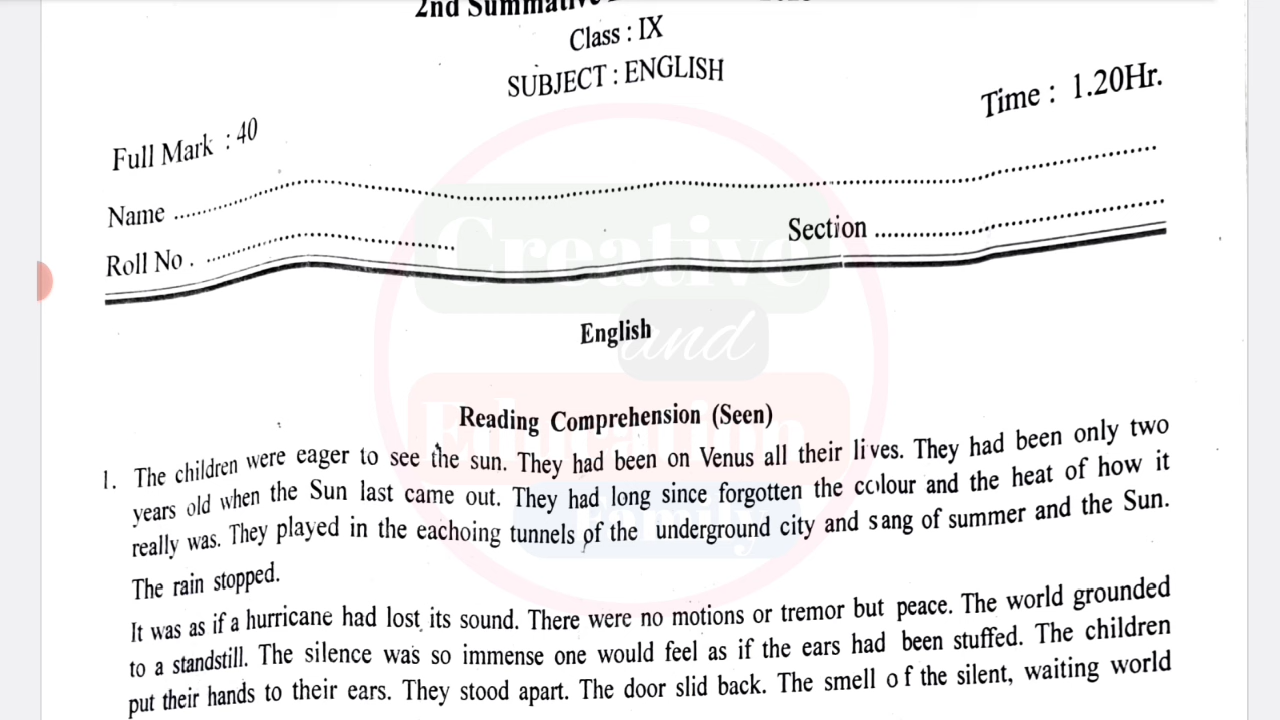 2nd Summative
Class : IX
SUBJECT : ENGLISH
Time : 1.20Hr.
Full Mark : 40
Name ..........
Roll No . ..........
Section ..........
Creative
and
Education
Family
English
Reading Comprehension (Seen)
1. The children were eager to see the sun. They had been on Venus all their lives. They had been only two
years old when the Sun last came out. They had long since forgotten the colour and the heat of how it
really was. They played in the eachoing tunnels of the underground city and sang of summer and the Sun.
The rain stopped.
It was as if a hurricane had lost its sound. There were no motions or tremor but peace. The world grounded
to a standstill. The silence was so immense one would feel as if the ears had been stuffed. The children
put their hands to their ears. They stood apart. The door slid back. The smell of the silent, waiting world